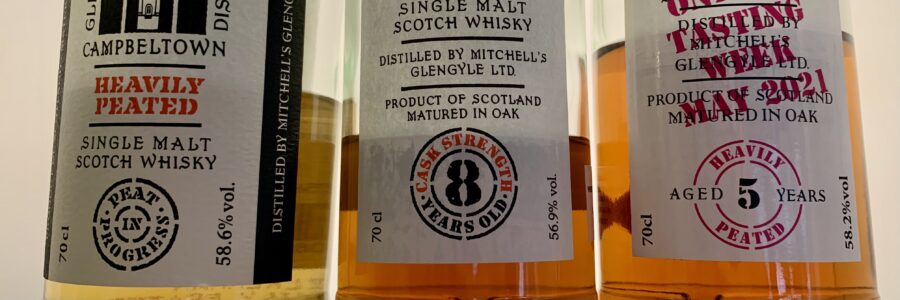 CAMPBELTOWN
HEAVILY
PEATED
SINGLE MALT
SCOTCH WHISKY
PEAT
IN
PROGRESS
70cl
58.6% vol.
DISTILLED BY MITCHELL'S
SINGLE MALT
SCOTCH WHISKY
DISTILLED BY MITCHELL'S
GLENGYLE LTD.
PRODUCT OF SCOTLAND
MATURED IN OAK
CASK STRENGTH
8
YEARS OLD
70 cl
56.9% vol.
TASTING
WEEK
MAY 2021
DISTILLED BY
MITCHELL'S
GLENGYLE LTD.
PRODUCT OF SCOTLAND
MATURED IN OAK
HEAVILY
AGED 5 YEARS
PEATED
70cl
58.2% vol